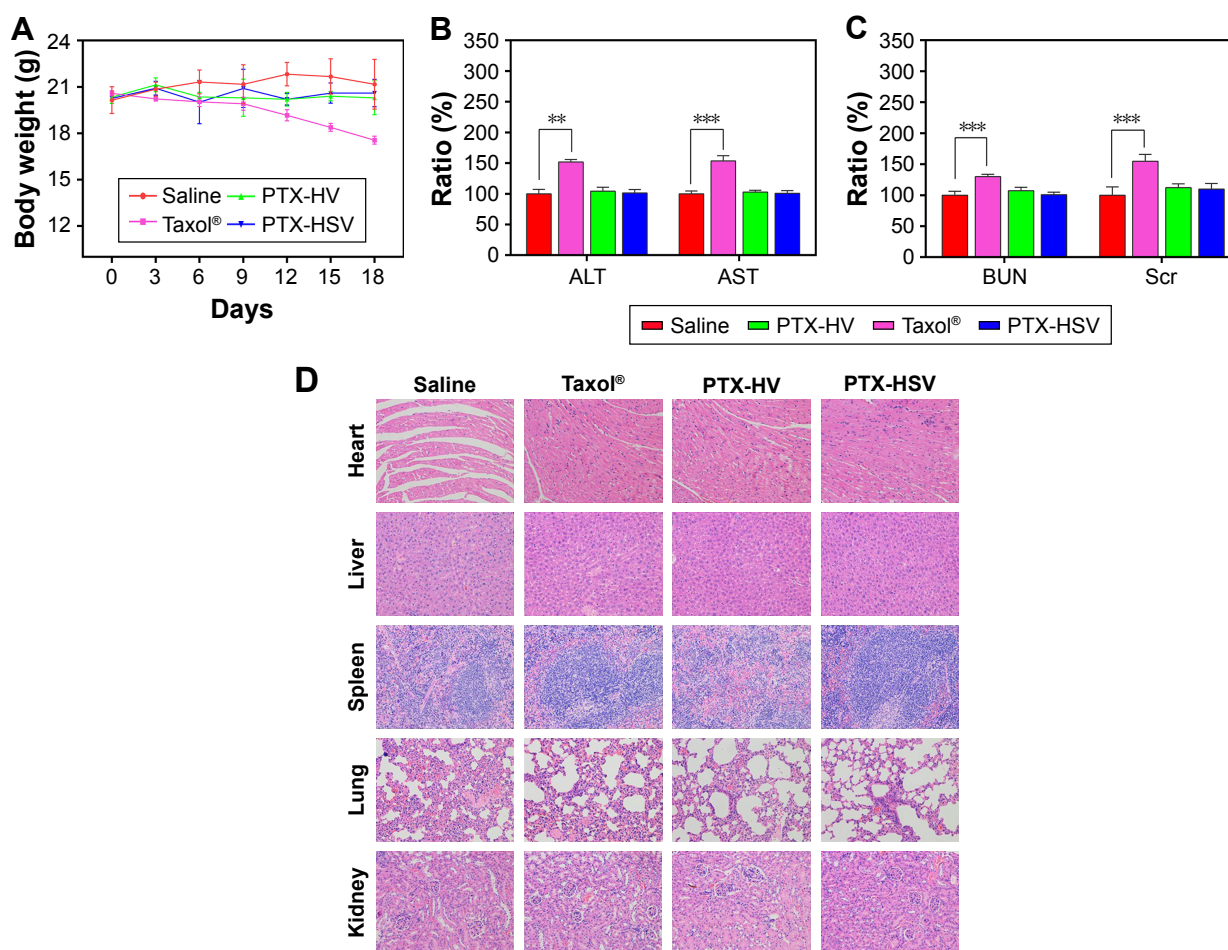 A
Body weight (g)
24
21
18
15
12
Saline
PTX-HV
Taxol®
PTX-HSV
0 3 6 9 12 15 18
Days
B
Ratio (%)
350
300
250
200
150
100
50
0
**
***
ALT AST
C
Ratio (%)
350
300
250
200
150
100
50
0
***
***
BUN Scr
Saline PTX-HV Taxol® PTX-HSV
D
Saline Taxol® PTX-HV PTX-HSV
Heart
Liver
Spleen
Lung
Kidney